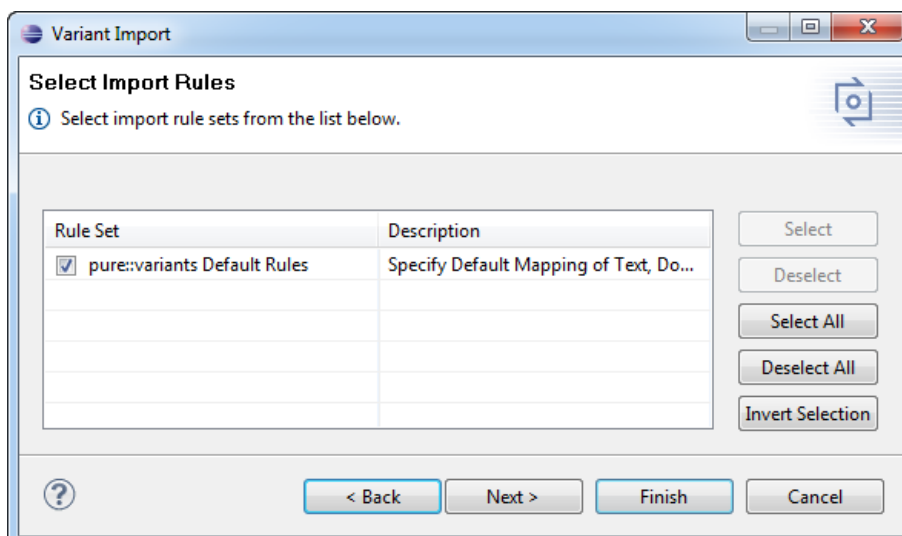 Variant Import
Select Import Rules
Select import rule sets from the list below.
Rule Set Description
pure::variants Default Rules Specify Default Mapping of Text, Do...
Select
Deselect
Select All
Deselect All
Invert Selection
< Back Next > Finish Cancel